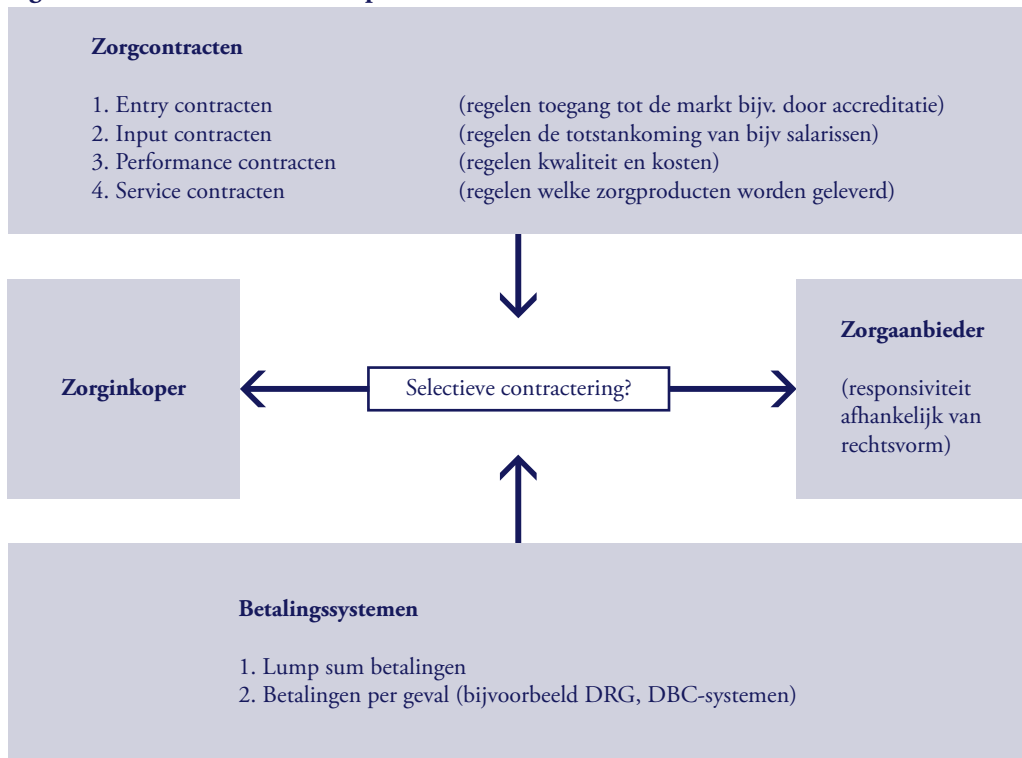 Zorgcontracten
1. Entry contracten (regelen toegang tot de markt bijv. door accreditatie)
2. Input contracten (regelen de totstankoming van bijv salarissen)
3. Performance contracten (regelen kwaliteit en kosten)
4. Service contracten (regelen welke zorgproducten worden geleverd)
Zorginkoper
Selectieve contractering?
Zorgaanbieder
(responsiviteit
afhankelijk van
rechtsvorm)
Betalingssystemen
1. Lump sum betalingen
2. Betalingen per geval (bijvoorbeeld DRG, DBC-systemen)